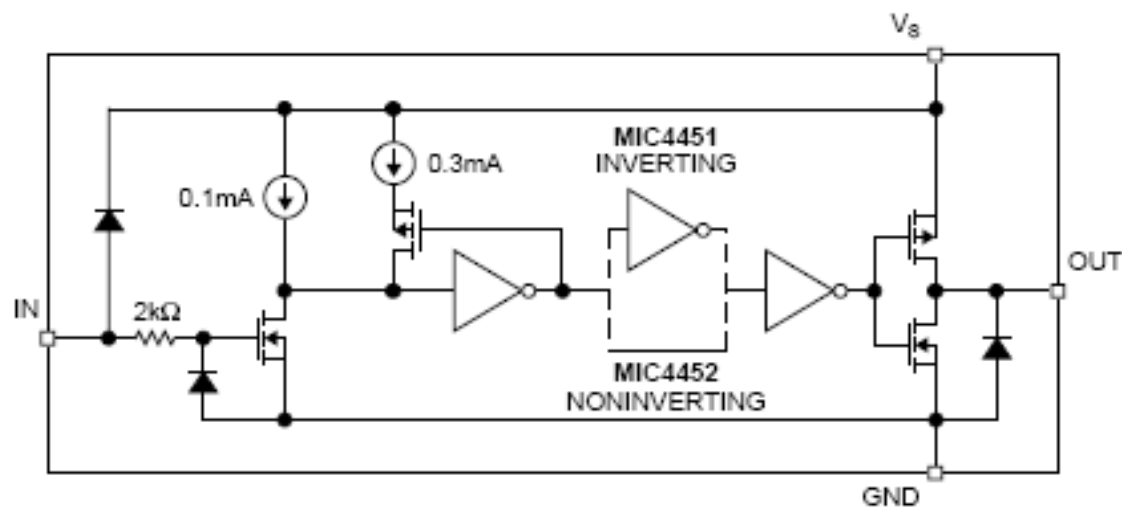 VS
MIC4451
INVERTING
0.3mA
0.1mA
OUT
IN
2kΩ
MIC4452
NONINVERTING
GND